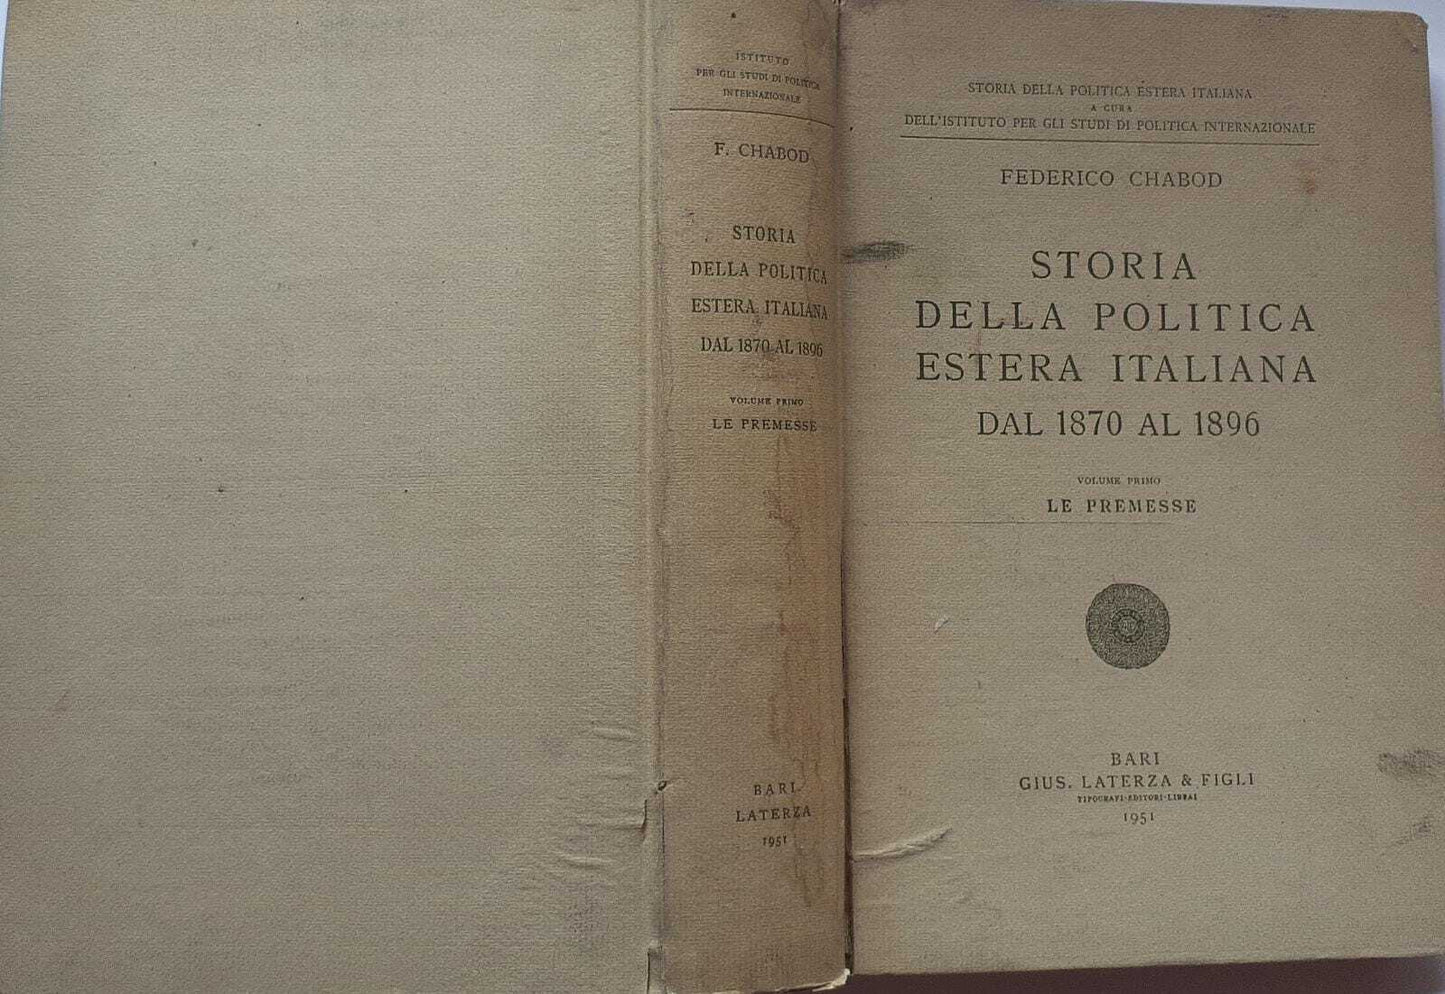 ISTITUTO
PER GLI STUDI DI POLITICA
INTERNAZIONALE
F. CHABOD
STORIA
DELLA POLITICA
ESTERA ITALIANA
DAL 1870 AL 1896
VOLUME PRIMO
LE PREMESSE
BARI
LATERZA
1951
STORIA DELLA POLITICA ESTERA ITALIANA
A CURA
DELL'ISTITUTO PER GLI STUDI DI POLITICA INTERNAZIONALE
FEDERICO CHABOD
STORIA
DELLA POLITICA
ESTERA ITALIANA
DAL 1870 AL 1896
VOLUME PRIMO
LE PREMESSE
BARI
GIUS. LATERZA & FIGLI
TIPOGRAFI-EDITORI-LIBRAI
1951